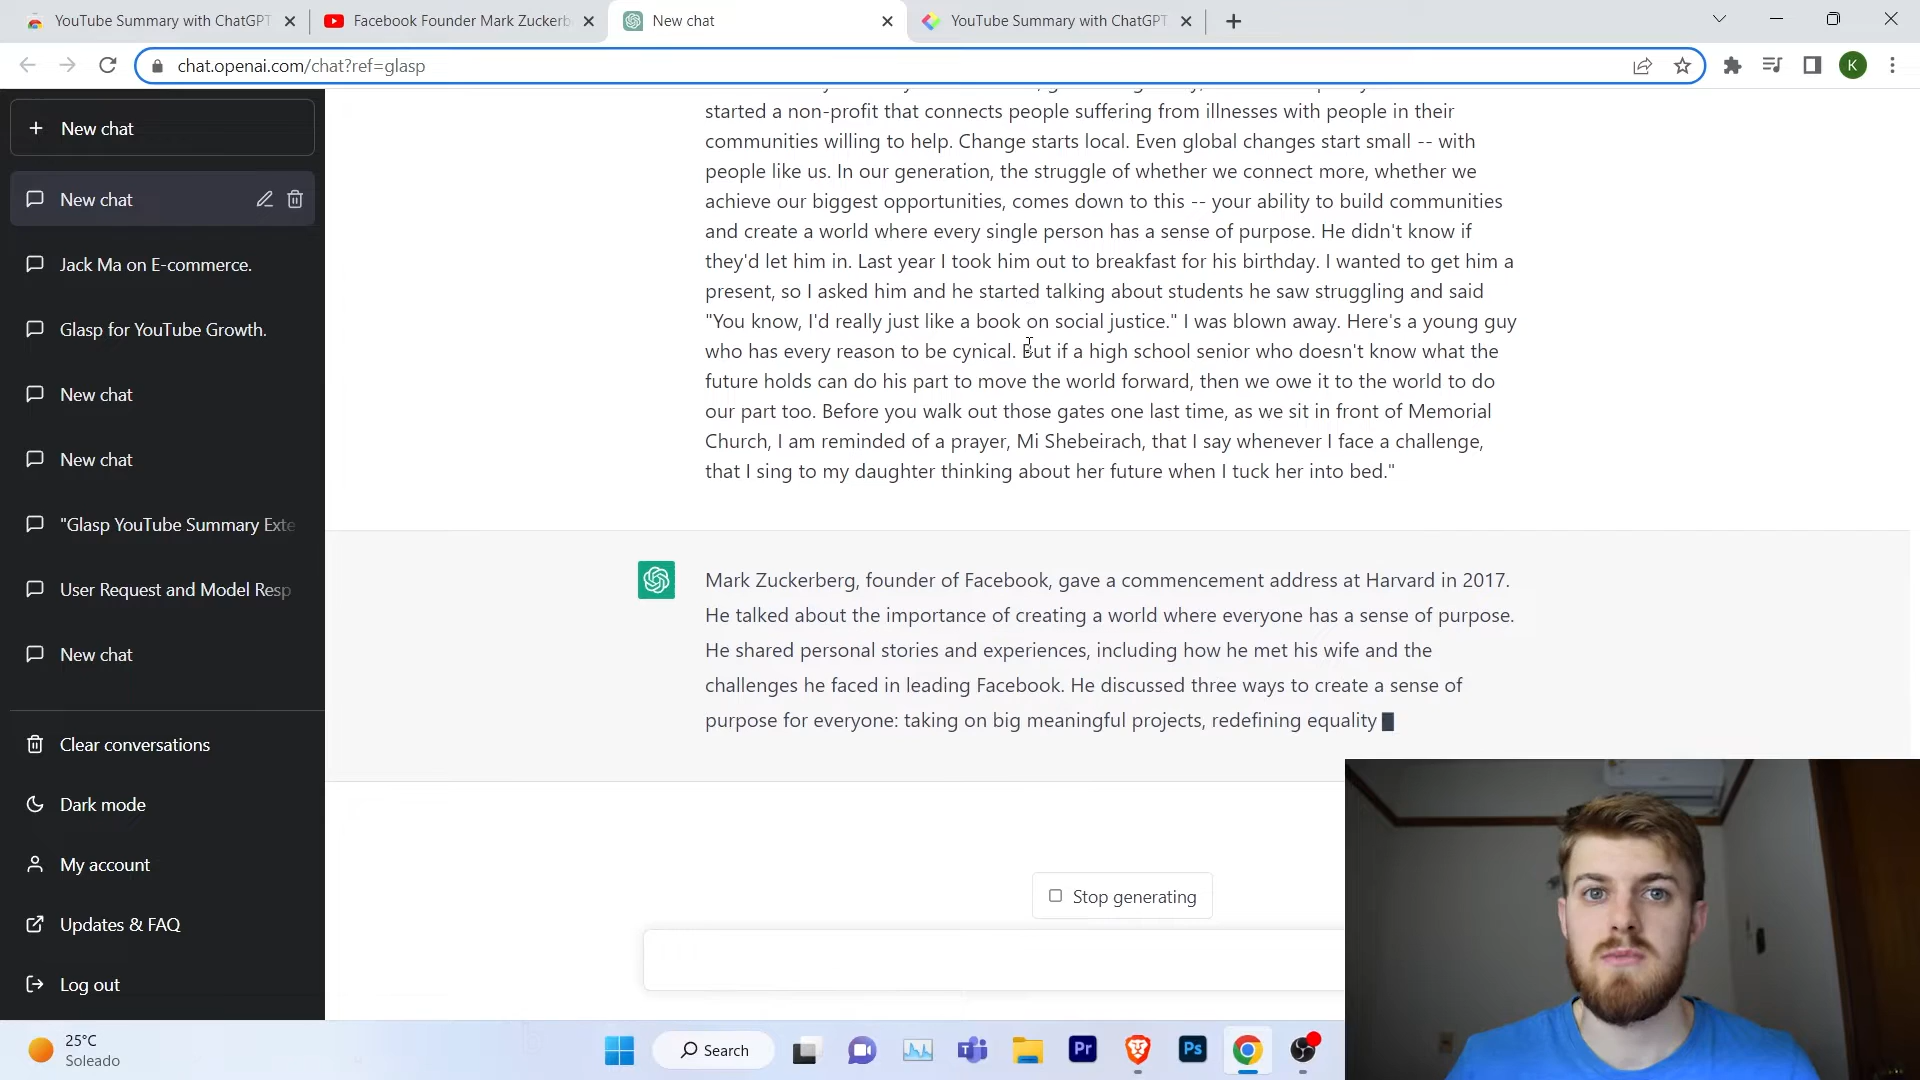 YouTube Summary with ChatGPT
Facebook Founder Mark Zuckerb
New chat
YouTube Summary with ChatGPT
chat.openai.com/chat?ref=glasp
K
New chat
New chat
Jack Ma on E-commerce.
Glasp for YouTube Growth.
New chat
New chat
"Glasp YouTube Summary Exte
User Request and Model Resp
New chat
Clear conversations
Dark mode
My account
Updates & FAQ
Log out
started a non-profit that connects people suffering from illnesses with people in their
communities willing to help. Change starts local. Even global changes start small -- with
people like us. In our generation, the struggle of whether we connect more, whether we
achieve our biggest opportunities, comes down to this -- your ability to build communities
and create a world where every single person has a sense of purpose. He didn't know if
they'd let him in. Last year I took him out to breakfast for his birthday. I wanted to get him a
present, so I asked him and he started talking about students he saw struggling and said
"You know, I'd really just like a book on social justice." I was blown away. Here's a young guy
who has every reason to be cynical. But if a high school senior who doesn't know what the
future holds can do his part to move the world forward, then we owe it to the world to do
our part too. Before you walk out those gates one last time, as we sit in front of Memorial
Church, I am reminded of a prayer, Mi Shebeirach, that I say whenever I face a challenge,
that I sing to my daughter thinking about her future when I tuck her into bed."
Mark Zuckerberg, founder of Facebook, gave a commencement address at Harvard in 2017.
He talked about the importance of creating a world where everyone has a sense of purpose.
He shared personal stories and experiences, including how he met his wife and the
challenges he faced in leading Facebook. He discussed three ways to create a sense of
purpose for everyone: taking on big meaningful projects, redefining equality
Stop generating
25°C
Soleado
Search
Pr
Ps